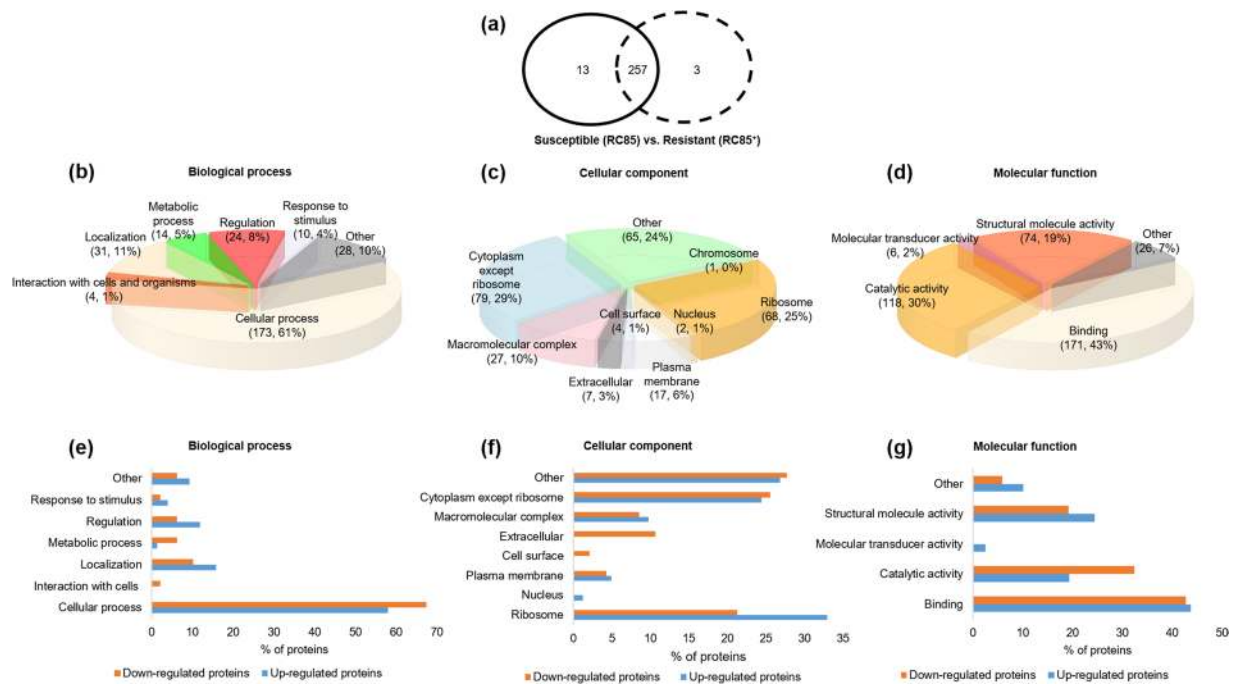 (a)
13
257
3
Susceptible (RC85) vs. Resistant (RC85⁺)
(b)
Biological process
Metabolic
process
(14, 5%)
Regulation
(24, 8%)
Response to
stimulus
(10, 4%)
Localization
(31, 11%)
Other
(28, 10%)
Interaction with cells and organisms
(4, 1%)
Cellular process
(173, 61%)
(c)
Cellular component
Other
(65, 24%)
Chromosome
(1, 0%)
Cytoplasm
except
ribosome
(79, 29%)
Ribosome
(68, 25%)
Cell surface
(4, 1%)
Nucleus
(2, 1%)
Macromolecular complex
(27, 10%)
Extracellular
(7, 3%)
Plasma
membrane
(17, 6%)
(d)
Molecular function
Structural molecule activity
(74, 19%)
Molecular transducer activity
(6, 2%)
Other
(26, 7%)
Catalytic activity
(118, 30%)
Binding
(171, 43%)
(e)
Biological process
Other
Response to stimulus
Regulation
Metabolic process
Localization
Interaction with cells
Cellular process
0 10 20 30 40 50 60 70
% of proteins
Down-regulated proteins Up-regulated proteins
(f)
Cellular component
Other
Cytoplasm except ribosome
Macromolecular complex
Extracellular
Cell surface
Plasma membrane
Nucleus
Ribosome
0 5 10 15 20 25 30 35
% of proteins
Down-regulated proteins Up-regulated proteins
(g)
Molecular function
Other
Structural molecule activity
Molecular transducer activity
Catalytic activity
Binding
0 10 20 30 40 50
% of proteins
Down-regulated proteins Up-regulated proteins